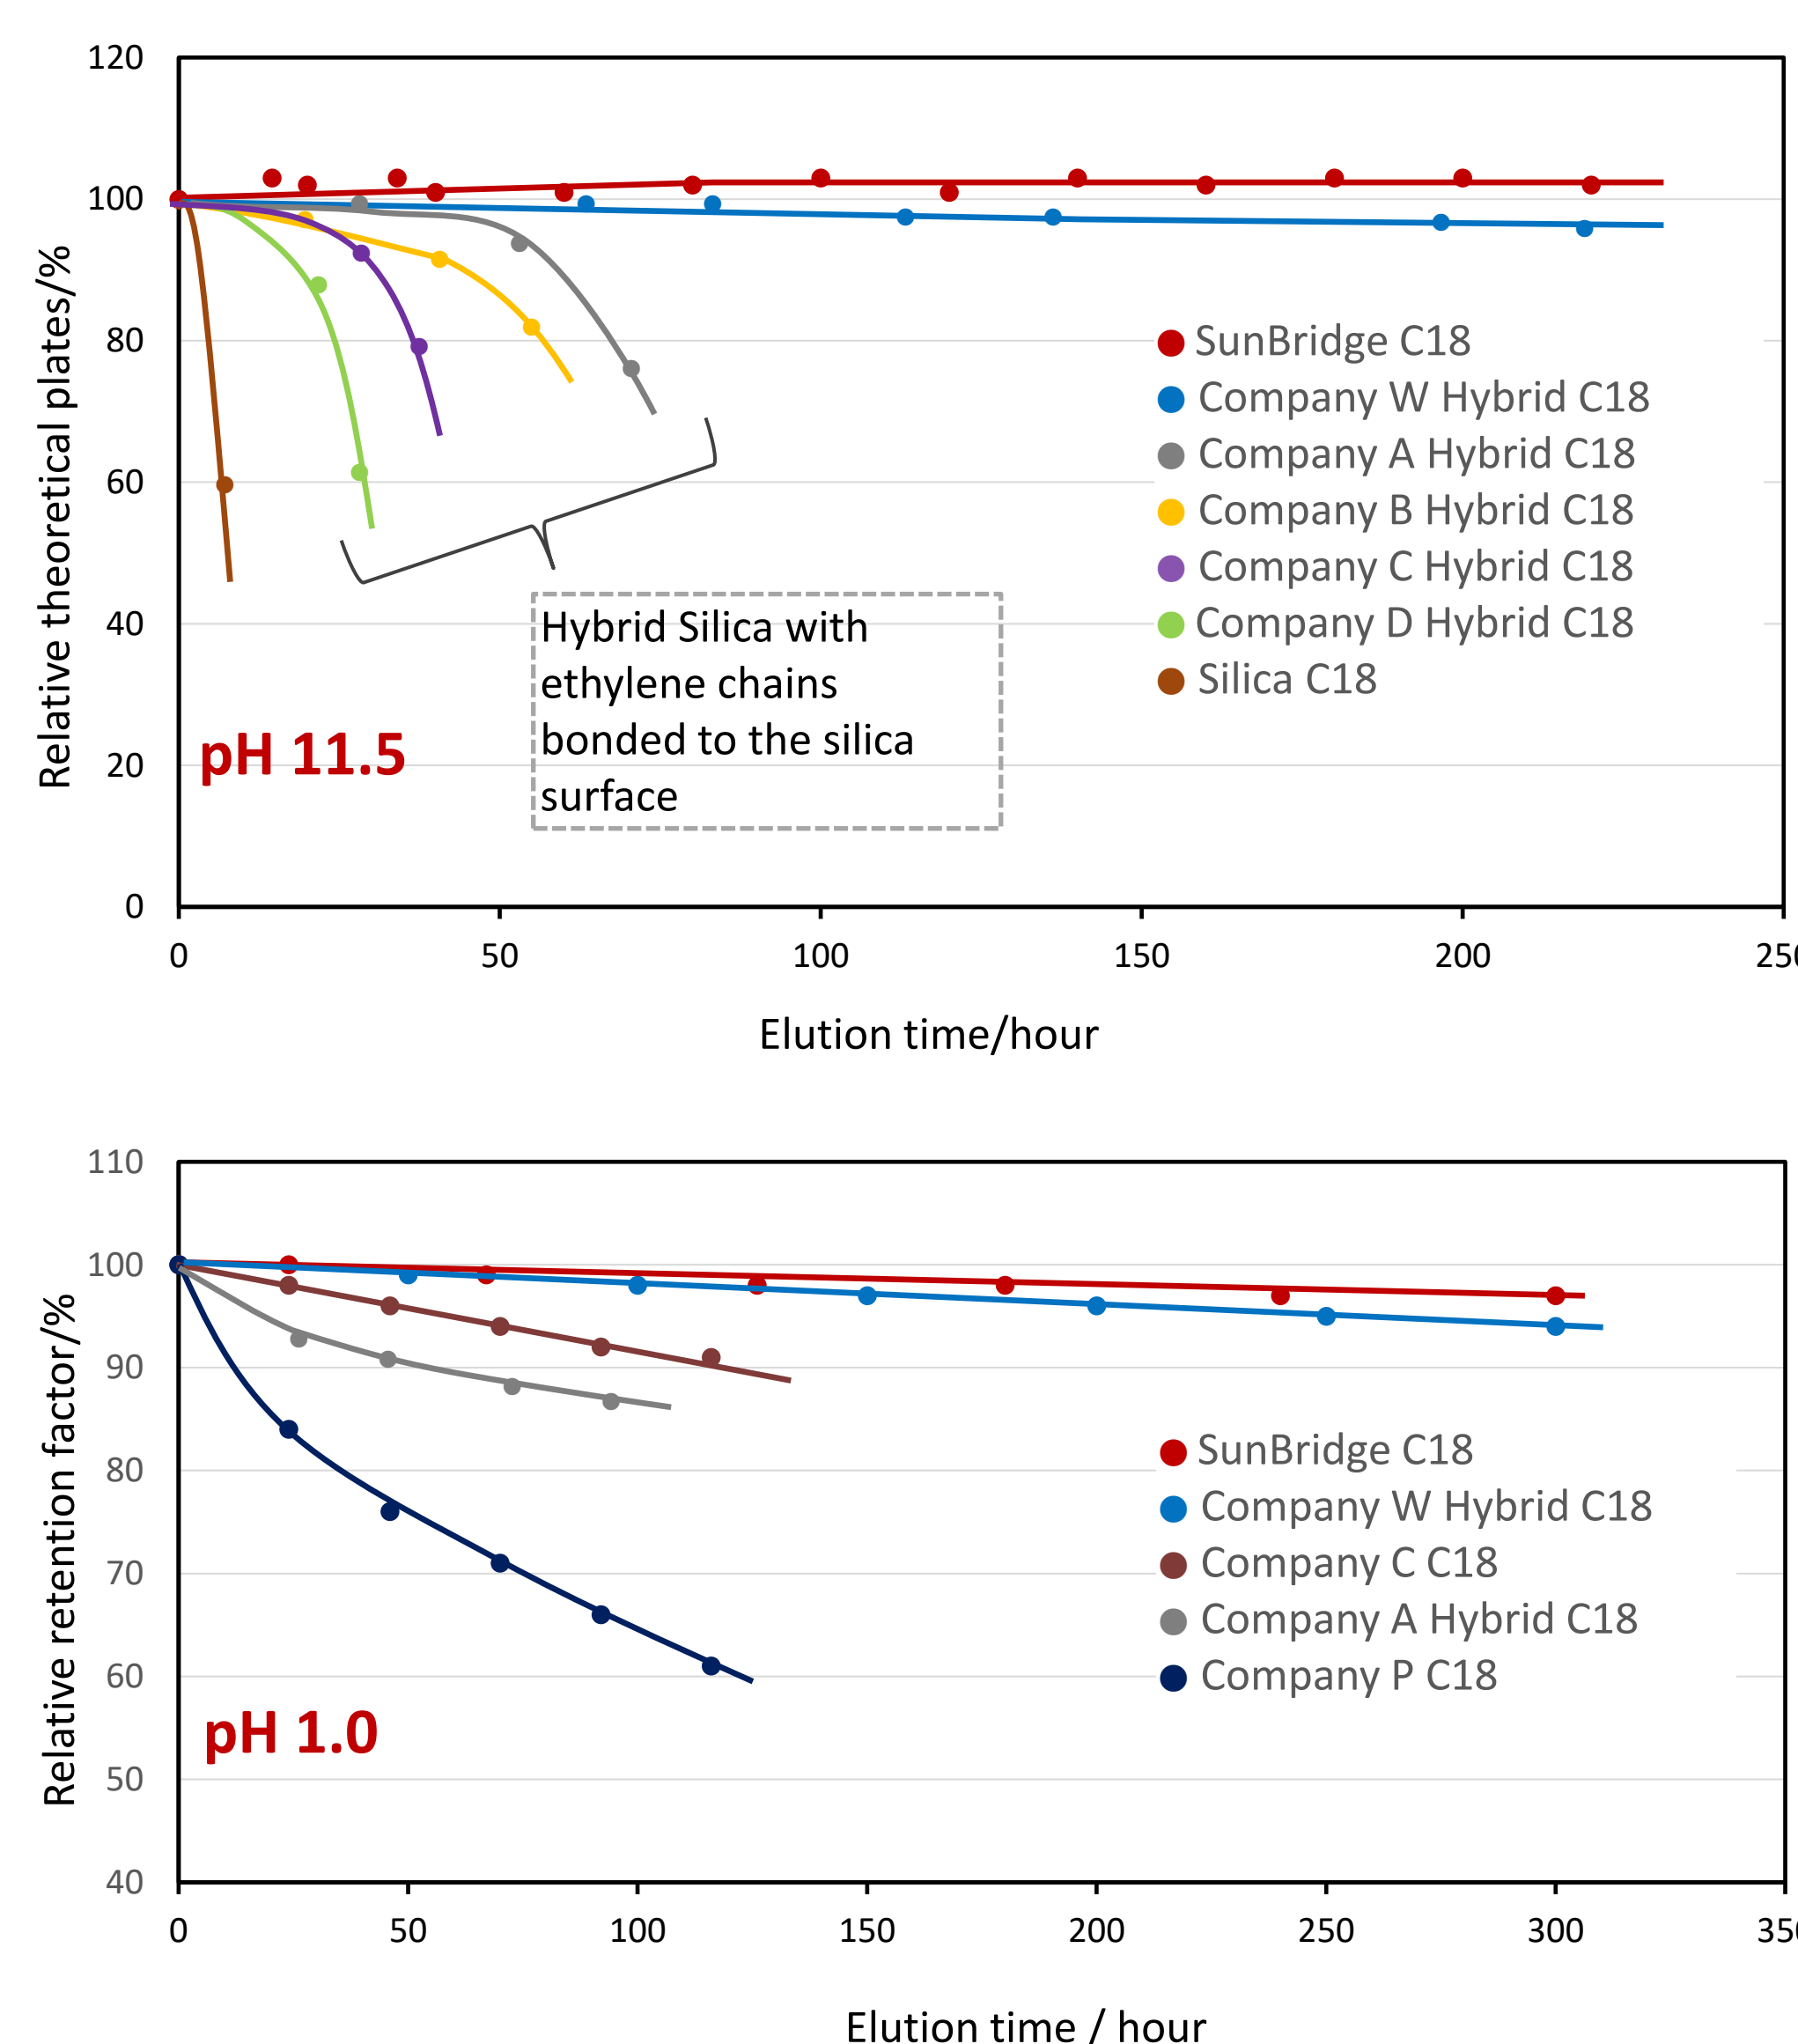 120
100
80
60
40
20
0
Relative theoretical plates/%
SunBridge C18
Company W Hybrid C18
Company A Hybrid C18
Company B Hybrid C18
Company C Hybrid C18
Company D Hybrid C18
Silica C18
Hybrid Silica with
ethylene chains
bonded to the silica
surface
pH 11.5
0 50 100 150 200 250
Elution time/hour
110
100
90
80
70
60
50
40
Relative retention factor/%
SunBridge C18
Company W Hybrid C18
Company C C18
Company A Hybrid C18
Company P C18
pH 1.0
0 50 100 150 200 250 300 350
Elution time / hour